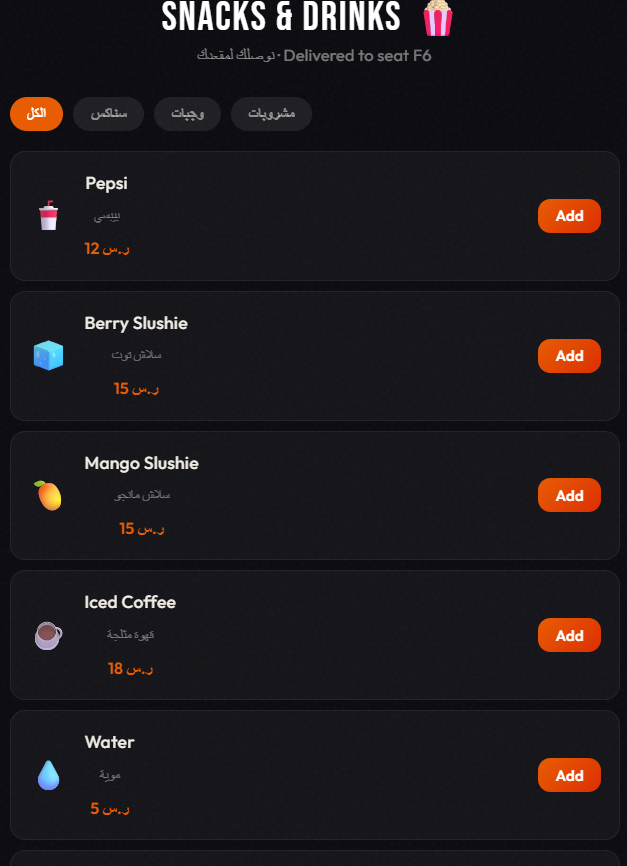 SNACKS & DRINKS
نوصلك لمقعدك · Delivered to seat F6
الكل
سناكس
وجبات
مشروبات
Pepsi
بيبسي
12 ر.س
Add
Berry Slushie
سلاش توت
15 ر.س
Add
Mango Slushie
سلاش مانجو
15 ر.س
Add
Iced Coffee
قهوة مثلجة
18 ر.س
Add
Water
موية
5 ر.س
Add